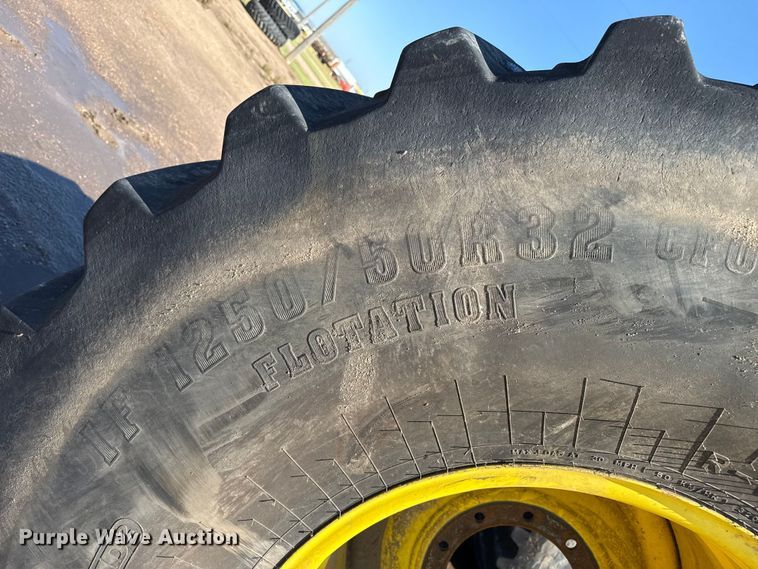 IF 1250/50R32 CFO
FLOTATION
Purple Wave Auction